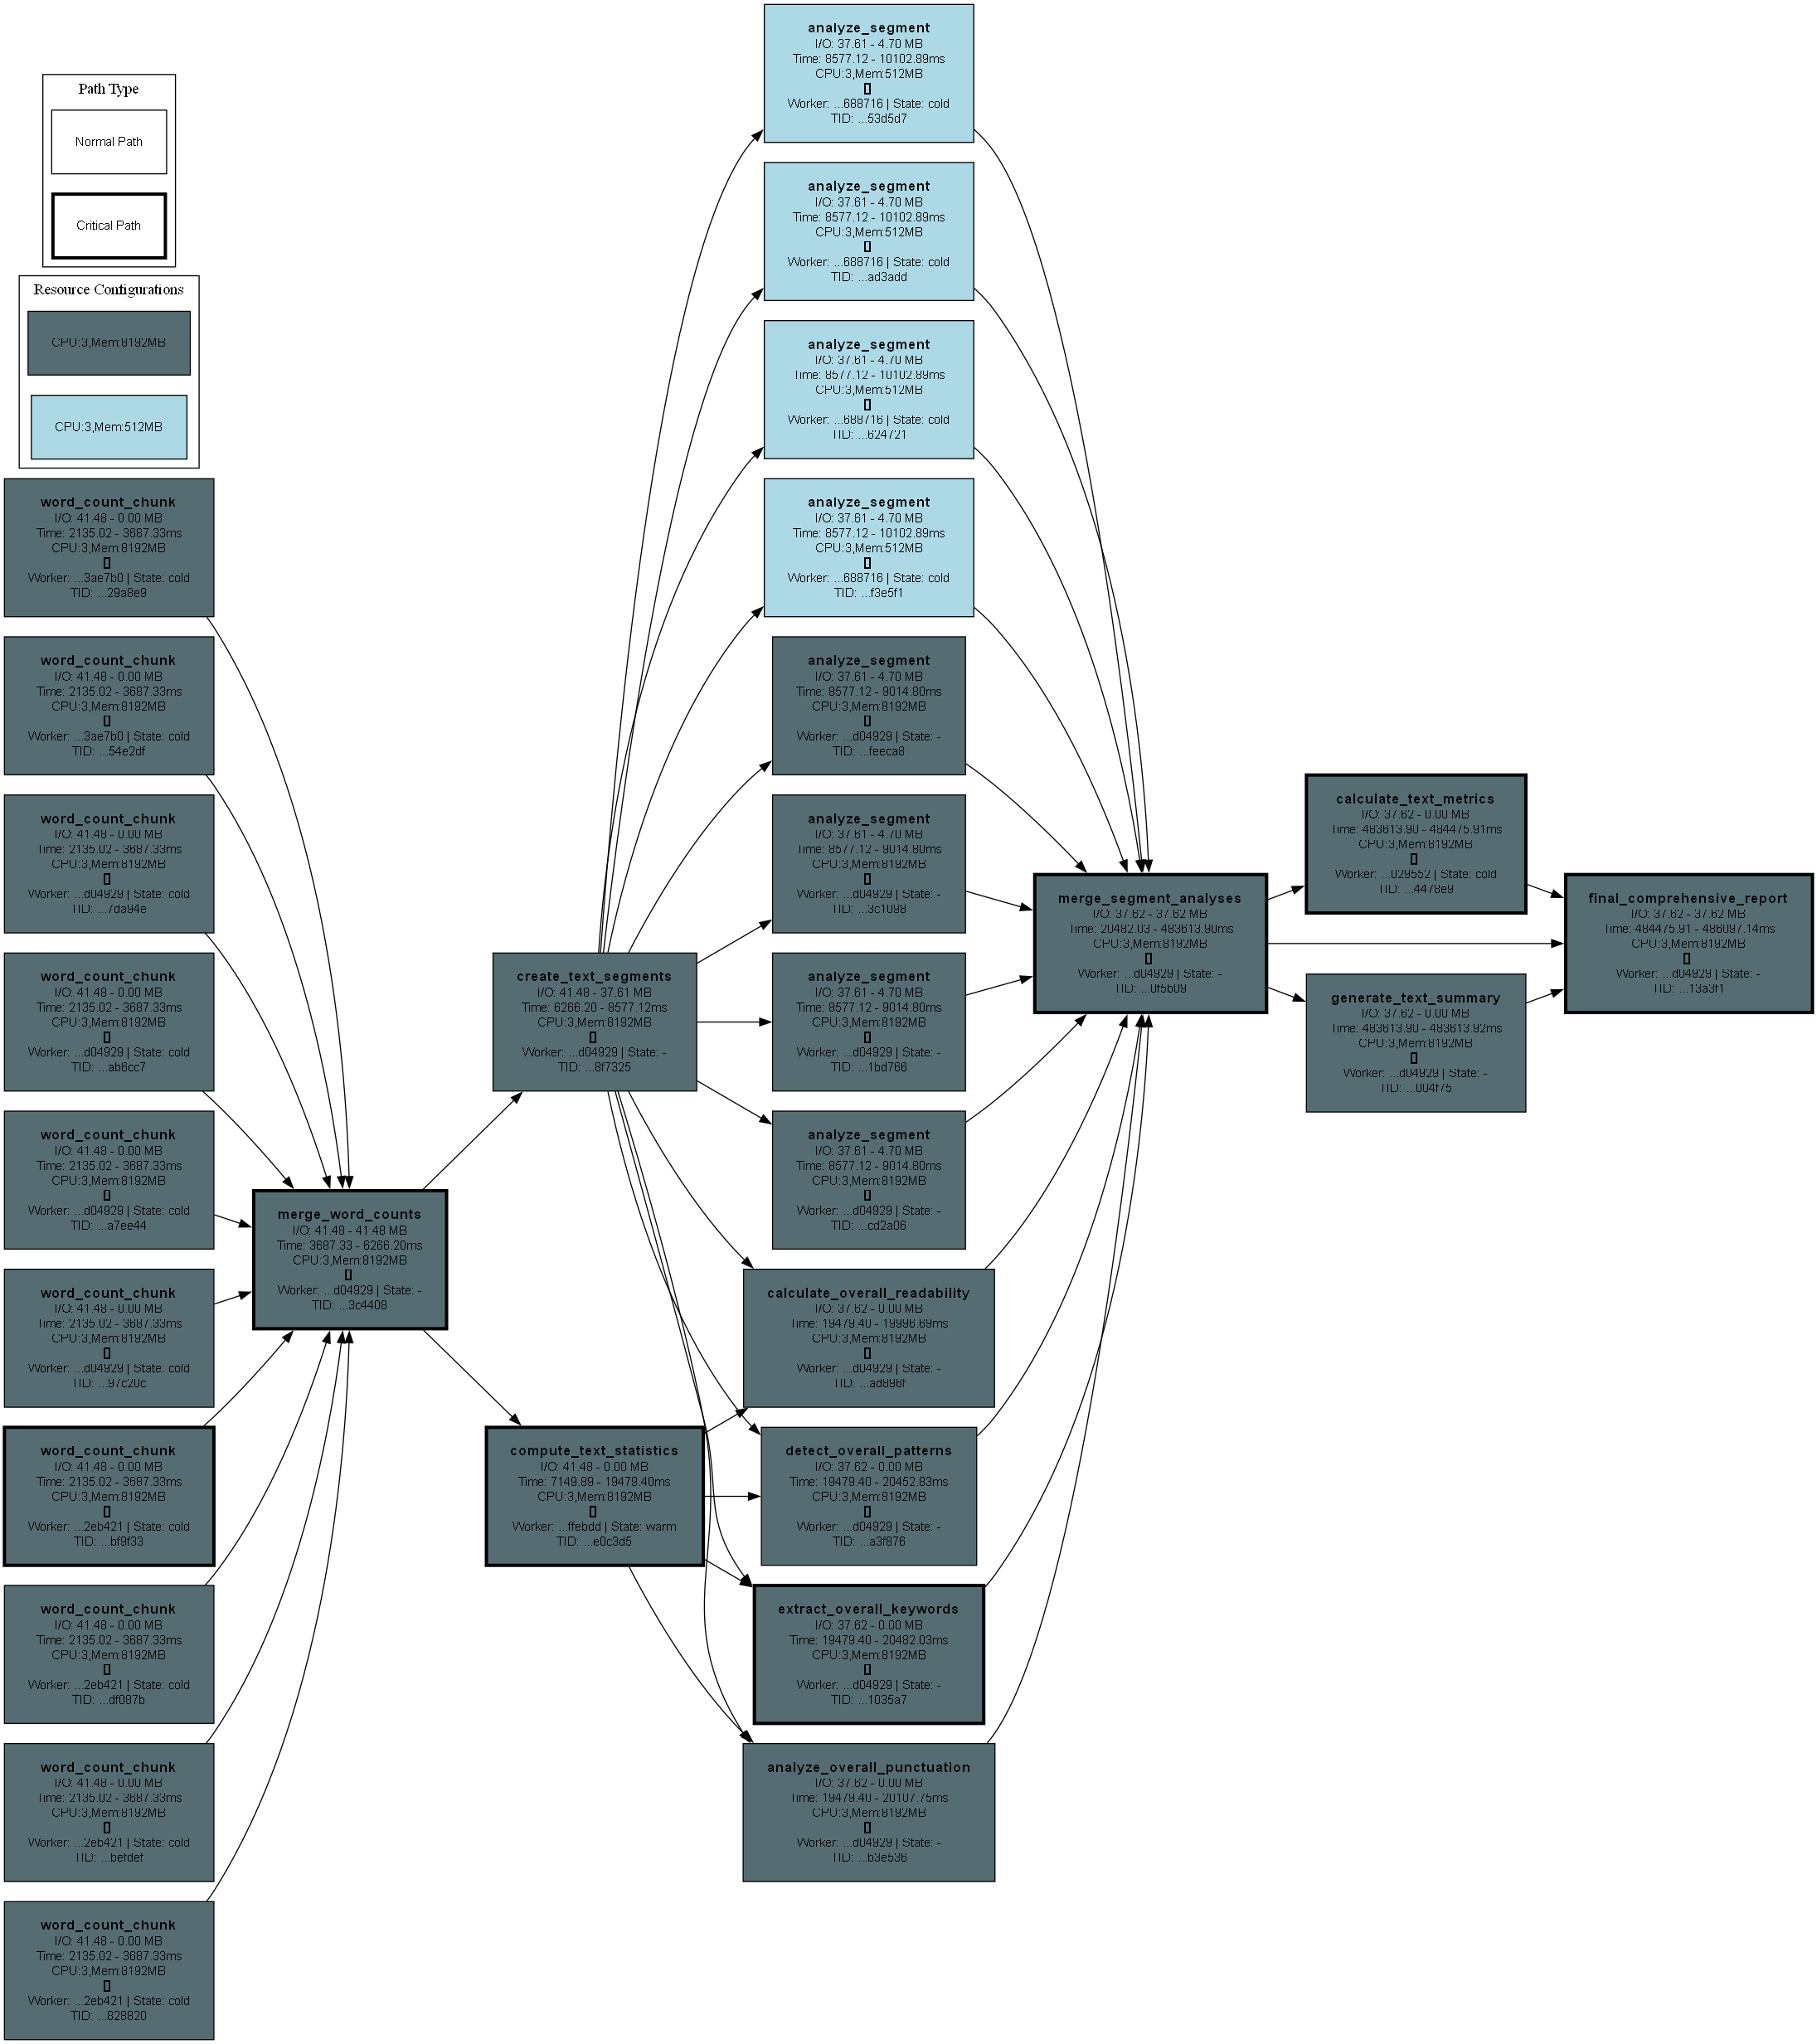 Path Type
Normal Path
Critical Path
Resource Configurations
CPU:3,Mem:8192MB
CPU:3,Mem:512MB
word_count_chunk
I/O: 41.48 - 0.00 MB
Time: 2135.02 - 3687.33ms
CPU:3,Mem:8192MB
Worker: ...3ae7b0 | State: cold
TID: ...29a8e9
word_count_chunk
I/O: 41.48 - 0.00 MB
Time: 2135.02 - 3687.33ms
CPU:3,Mem:8192MB
Worker: ...3ae7b0 | State: cold
TID: ...54e2df
word_count_chunk
I/O: 41.48 - 0.00 MB
Time: 2135.02 - 3687.33ms
CPU:3,Mem:8192MB
Worker: ...d04929 | State: cold
TID: ...7da94e
word_count_chunk
I/O: 41.48 - 0.00 MB
Time: 2135.02 - 3687.33ms
CPU:3,Mem:8192MB
Worker: ...d04929 | State: cold
TID: ...ab6cc7
word_count_chunk
I/O: 41.48 - 0.00 MB
Time: 2135.02 - 3687.33ms
CPU:3,Mem:8192MB
Worker: ...d04929 | State: cold
TID: ...a7ee44
word_count_chunk
I/O: 41.48 - 0.00 MB
Time: 2135.02 - 3687.33ms
CPU:3,Mem:8192MB
Worker: ...d04929 | State: cold
TID: ...97c20c
word_count_chunk
I/O: 41.48 - 0.00 MB
Time: 2135.02 - 3687.33ms
CPU:3,Mem:8192MB
Worker: ...2eb421 | State: cold
TID: ...bf9f33
word_count_chunk
I/O: 41.48 - 0.00 MB
Time: 2135.02 - 3687.33ms
CPU:3,Mem:8192MB
Worker: ...2eb421 | State: cold
TID: ...df087b
word_count_chunk
I/O: 41.48 - 0.00 MB
Time: 2135.02 - 3687.33ms
CPU:3,Mem:8192MB
Worker: ...2eb421 | State: cold
TID: ...befdef
word_count_chunk
I/O: 41.48 - 0.00 MB
Time: 2135.02 - 3687.33ms
CPU:3,Mem:8192MB
Worker: ...2eb421 | State: cold
TID: ...828820
merge_word_counts
I/O: 41.48 - 41.48 MB
Time: 3687.33 - 6266.20ms
CPU:3,Mem:8192MB
Worker: ...d04929 | State: -
TID: ...3c4408
create_text_segments
I/O: 41.48 - 37.61 MB
Time: 6266.20 - 8577.12ms
CPU:3,Mem:8192MB
Worker: ...d04929 | State: -
TID: ...8f7325
compute_text_statistics
I/O: 41.48 - 0.00 MB
Time: 7149.89 - 19479.40ms
CPU:3,Mem:8192MB
Worker: ...ffebdd | State: warm
TID: ...e0c3d5
analyze_segment
I/O: 37.61 - 4.70 MB
Time: 8577.12 - 10102.89ms
CPU:3,Mem:512MB
Worker: ...688716 | State: cold
TID: ...53d5d7
analyze_segment
I/O: 37.61 - 4.70 MB
Time: 8577.12 - 10102.89ms
CPU:3,Mem:512MB
Worker: ...688716 | State: cold
TID: ...ad3add
analyze_segment
I/O: 37.61 - 4.70 MB
Time: 8577.12 - 10102.89ms
CPU:3,Mem:512MB
Worker: ...688716 | State: cold
TID: ...624721
analyze_segment
I/O: 37.61 - 4.70 MB
Time: 8577.12 - 10102.89ms
CPU:3,Mem:512MB
Worker: ...688716 | State: cold
TID: ...f3e5f1
analyze_segment
I/O: 37.61 - 4.70 MB
Time: 8577.12 - 9014.80ms
CPU:3,Mem:8192MB
Worker: ...d04929 | State: -
TID: ...feeca8
analyze_segment
I/O: 37.61 - 4.70 MB
Time: 8577.12 - 9014.80ms
CPU:3,Mem:8192MB
Worker: ...d04929 | State: -
TID: ...3c1098
analyze_segment
I/O: 37.61 - 4.70 MB
Time: 8577.12 - 9014.80ms
CPU:3,Mem:8192MB
Worker: ...d04929 | State: -
TID: ...1bd766
analyze_segment
I/O: 37.61 - 4.70 MB
Time: 8577.12 - 9014.80ms
CPU:3,Mem:8192MB
Worker: ...d04929 | State: -
TID: ...cd2a06
calculate_overall_readability
I/O: 37.62 - 0.00 MB
Time: 19479.40 - 19996.69ms
CPU:3,Mem:8192MB
Worker: ...d04929 | State: -
TID: ...ad896f
detect_overall_patterns
I/O: 37.62 - 0.00 MB
Time: 19479.40 - 20452.83ms
CPU:3,Mem:8192MB
Worker: ...d04929 | State: -
TID: ...a3f876
extract_overall_keywords
I/O: 37.62 - 0.00 MB
Time: 19479.40 - 20482.03ms
CPU:3,Mem:8192MB
Worker: ...d04929 | State: -
TID: ...1035a7
analyze_overall_punctuation
I/O: 37.62 - 0.00 MB
Time: 19479.40 - 20107.75ms
CPU:3,Mem:8192MB
Worker: ...d04929 | State: -
TID: ...b3e536
merge_segment_analyses
I/O: 37.62 - 37.62 MB
Time: 20482.03 - 483613.90ms
CPU:3,Mem:8192MB
Worker: ...d04929 | State: -
TID: ...0f5b09
calculate_text_metrics
I/O: 37.62 - 0.00 MB
Time: 483613.90 - 484475.91ms
CPU:3,Mem:8192MB
Worker: ...029552 | State: cold
TID: ...4478e9
generate_text_summary
I/O: 37.62 - 0.00 MB
Time: 483613.90 - 483613.92ms
CPU:3,Mem:8192MB
Worker: ...d04929 | State: -
TID: ...004f75
final_comprehensive_report
I/O: 37.62 - 37.62 MB
Time: 484475.91 - 486097.14ms
CPU:3,Mem:8192MB
Worker: ...d04929 | State: -
TID: ...13a3f1